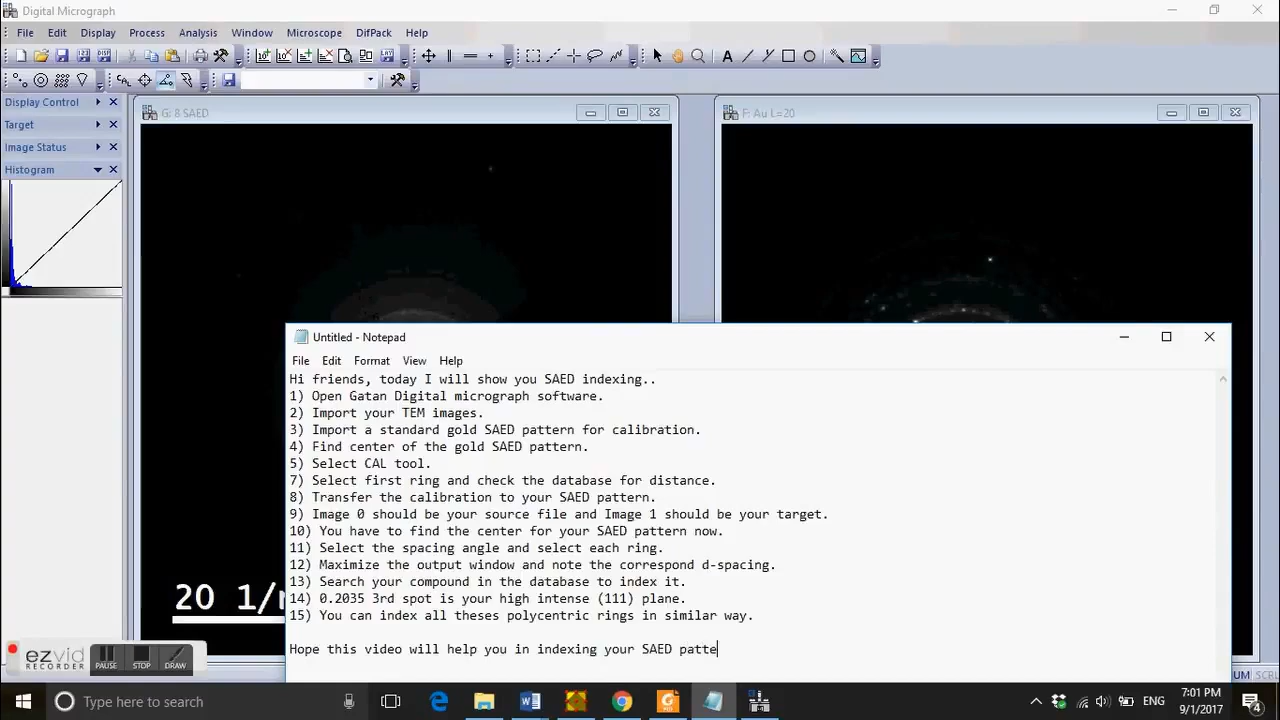 Digital Micrograph
File Edit Display Process Analysis Window Microscope DifPack Help
Display Control
Target
Image Status
Histogram
G: 8 SAED
F: Au L=20
20 1/
Untitled - Notepad
File Edit Format View Help
Hi friends, today I will show you SAED indexing..
1) Open Gatan Digital micrograph software.
2) Import your TEM images.
3) Import a standard gold SAED pattern for calibration.
4) Find center of the gold SAED pattern.
5) Select CAL tool.
7) Select first ring and check the database for distance.
8) Transfer the calibration to your SAED pattern.
9) Image 0 should be your source file and Image 1 should be your target.
10) You have to find the center for your SAED pattern now.
11) Select the spacing angle and select each ring.
12) Maximize the output window and note the correspond d-spacing.
13) Search your compound in the database to index it.
14) 0.2035 3rd spot is your high intense (111) plane.
15) You can index all theses polycentric rings in similar way.
Hope this video will help you in indexing your SAED patte
ezvid
RECORDER
PAUSE STOP DRAW
UM SCRL
Type here to search
ENG
7:01 PM
9/1/2017
4